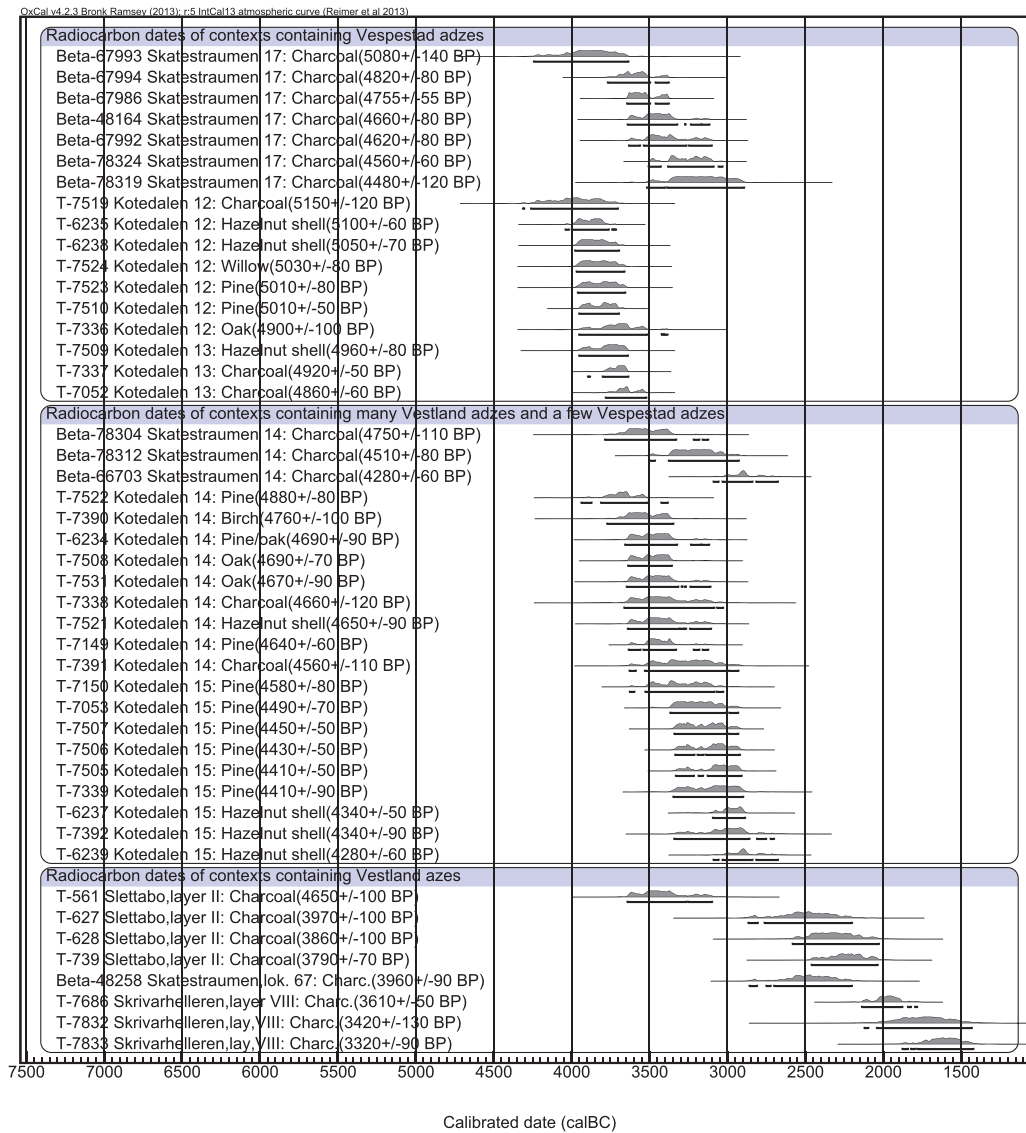 OxCal v4.2.3 Bronk Ramsey (2013); r:5 IntCal13 atmospheric curve (Reimer et al 2013)
Radiocarbon dates of contexts containing Vespestad adzes
Beta-67993 Skatestraumen 17: Charcoal(5080+/-140 BP)
Beta-67994 Skatestraumen 17: Charcoal(4820+/-80 BP)
Beta-67986 Skatestraumen 17: Charcoal(4755+/-55 BP)
Beta-48164 Skatestraumen 17: Charcoal(4660+/-80 BP)
Beta-67992 Skatestraumen 17: Charcoal(4620+/-80 BP)
Beta-78324 Skatestraumen 17: Charcoal(4560+/-60 BP)
Beta-78319 Skatestraumen 17: Charcoal(4480+/-120 BP)
T-7519 Kotedalen 12: Charcoal(5150+/-120 BP)
T-6235 Kotedalen 12: Hazelnut shell(5100+/-60 BP)
T-6238 Kotedalen 12: Hazelnut shell(5050+/-70 BP)
T-7524 Kotedalen 12: Willow(5030+/-80 BP)
T-7523 Kotedalen 12: Pine(5010+/-80 BP)
T-7510 Kotedalen 12: Pine(5010+/-50 BP)
T-7336 Kotedalen 12: Oak(4900+/-100 BP)
T-7509 Kotedalen 13: Hazelnut shell(4960+/-80 BP)
T-7337 Kotedalen 13: Charcoal(4920+/-50 BP)
T-7052 Kotedalen 13: Charcoal(4860+/-60 BP)
Radiocarbon dates of contexts containing many Vestland adzes and a few Vespestad adzes
Beta-78304 Skatestraumen 14: Charcoal(4750+/-110 BP)
Beta-78312 Skatestraumen 14: Charcoal(4510+/-80 BP)
Beta-66703 Skatestraumen 14: Charcoal(4280+/-60 BP)
T-7522 Kotedalen 14: Pine(4880+/-80 BP)
T-7390 Kotedalen 14: Birch(4760+/-100 BP)
T-6234 Kotedalen 14: Pine/oak(4690+/-90 BP)
T-7508 Kotedalen 14: Oak(4690+/-70 BP)
T-7531 Kotedalen 14: Oak(4670+/-90 BP)
T-7338 Kotedalen 14: Charcoal(4660+/-120 BP)
T-7521 Kotedalen 14: Hazelnut shell(4650+/-90 BP)
T-7149 Kotedalen 14: Pine(4640+/-60 BP)
T-7391 Kotedalen 14: Charcoal(4560+/-110 BP)
T-7150 Kotedalen 15: Pine(4580+/-80 BP)
T-7053 Kotedalen 15: Pine(4490+/-70 BP)
T-7507 Kotedalen 15: Pine(4450+/-50 BP)
T-7506 Kotedalen 15: Pine(4430+/-50 BP)
T-7505 Kotedalen 15: Pine(4410+/-50 BP)
T-7339 Kotedalen 15: Pine(4410+/-90 BP)
T-6237 Kotedalen 15: Hazelnut shell(4340+/-50 BP)
T-7392 Kotedalen 15: Hazelnut shell(4340+/-90 BP)
T-6239 Kotedalen 15: Hazelnut shell(4280+/-60 BP)
Radiocarbon dates of contexts containing Vestland azes
T-561 Slettabo,layer II: Charcoal(4650+/-100 BP)
T-627 Slettabo,layer II: Charcoal(3970+/-100 BP)
T-628 Slettabo,layer II: Charcoal(3860+/-100 BP)
T-739 Slettabo,layer II: Charcoal(3790+/-70 BP)
Beta-48258 Skatestraumen,lok. 67: Charc.(3960+/-90 BP)
T-7686 Skrivarhelleren,layer VIII: Charc.(3610+/-50 BP)
T-7832 Skrivarhelleren,lay,VIII: Charc.(3420+/-130 BP)
T-7833 Skrivarhelleren,lay,VIII: Charc.(3320+/-90 BP)
7500 7000 6500 6000 5500 5000 4500 4000 3500 3000 2500 2000 1500
Calibrated date (calBC)